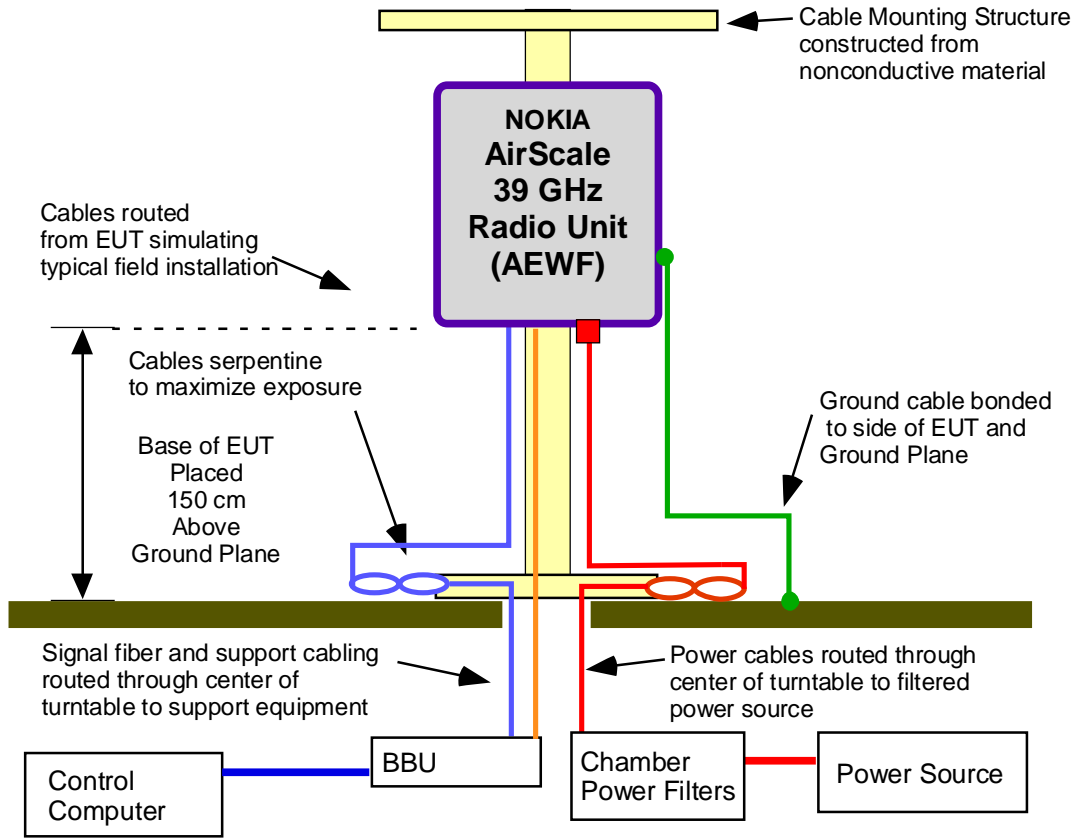 Cable Mounting Structure
constructed from
nonconductive material
NOKIA
AirScale
39 GHz
Radio Unit
(AEWF)
Cables routed
from EUT simulating
typical field installation
Cables serpentine
to maximize exposure
Base of EUT
Placed
150 cm
Above
Ground Plane
Ground cable bonded
to side of EUT and
Ground Plane
Signal fiber and support cabling
routed through center of
turntable to support equipment
Power cables routed through
center of turntable to filtered
power source
Control
Computer
BBU
Chamber
Power Filters
Power Source